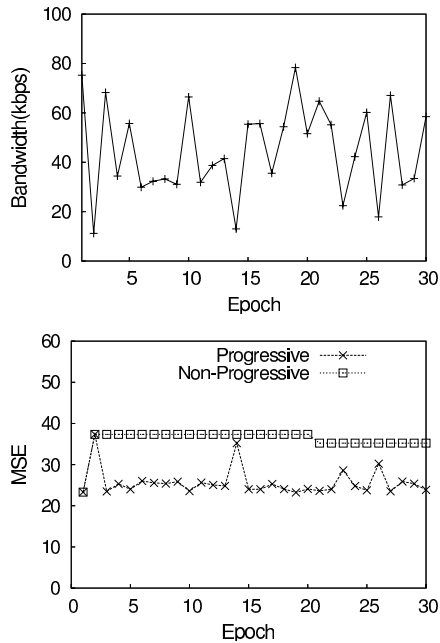 100
80
60
40
20
0
Bandwidth(kbps)
5 10 15 20 25 30
Epoch
60
50
40
30
20
10
0
MSE
Progressive
Non-Progressive
0 5 10 15 20 25 30
Epoch